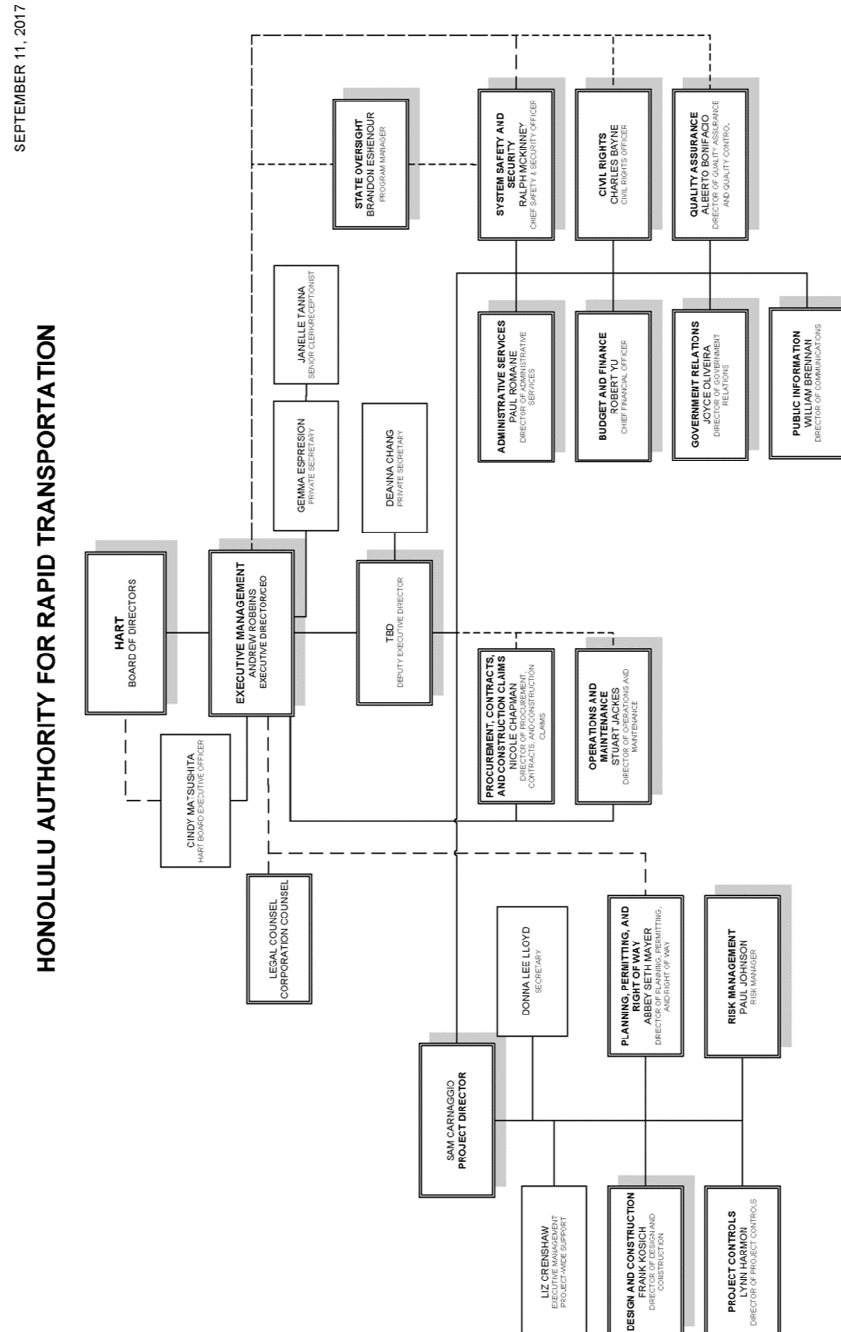 SEPTEMBER 11, 2017
HONOLULU AUTHORITY FOR RAPID TRANSPORTATION
HART
BOARD OF DIRECTORS
CINDY MATSUSHITA
HART BOARD EXECUTIVE OFFICER
EXECUTIVE MANAGEMENT
ANDREW ROBBINS
EXECUTIVE DIRECTOR/CEO
LEGAL COUNSEL
CORPORATION COUNSEL
GEMMA ESPRESION
PRIVATE SECRETARY
JANELLE TANNA
SENIOR CLERK/RECEPTIONIST
STATE OVERSIGHT
BRANDON ESHENOUR
PROGRAM MANAGER
TBD
DEPUTY EXECUTIVE DIRECTOR
DEANNA CHANG
PRIVATE SECRETARY
SAM CARNAGGIO
PROJECT DIRECTOR
LIZ CRENSHAW
EXECUTIVE MANAGEMENT
PROJECT-WIDE SUPPORT
DONNA LEE LLOYD
SECRETARY
PROCUREMENT, CONTRACTS,
AND CONSTRUCTION CLAIMS
NICOLE CHAPMAN
DIRECTOR OF PROCUREMENT,
CONTRACTS, AND CONSTRUCTION
CLAIMS
ADMINISTRATIVE SERVICES
PAUL ROMAINE
DIRECTOR OF ADMINISTRATIVE
SERVICES
SYSTEM SAFETY AND
SECURITY
RALPH MCKINNEY
CHIEF SAFETY & SECURITY OFFICER
DESIGN AND CONSTRUCTION
FRANK KOSICH
DIRECTOR OF DESIGN AND
CONSTRUCTION
PLANNING, PERMITTING, AND
RIGHT OF WAY
ABBEY SETH MAYER
DIRECTOR OF PLANNING, PERMITTING,
AND RIGHT OF WAY
OPERATIONS AND
MAINTENANCE
STUART JACKES
DIRECTOR OF OPERATIONS AND
MAINTENANCE
BUDGET AND FINANCE
ROBERT YU
CHIEF FINANCIAL OFFICER
CIVIL RIGHTS
CHARLES BAYNE
CIVIL RIGHTS OFFICER
PROJECT CONTROLS
LYNN HARMON
DIRECTOR OF PROJECT CONTROLS
RISK MANAGEMENT
PAUL JOHNSON
RISK MANAGER
GOVERNMENT RELATIONS
JOYCE OLIVEIRA
DIRECTOR OF GOVERNMENT
RELATIONS
QUALITY ASSURANCE
ALBERTO BONIFACIO
DIRECTOR OF QUALITY ASSURANCE
AND QUALITY CONTROL
PUBLIC INFORMATION
WILLIAM BRENNAN
DIRECTOR OF COMMUNICATIONS